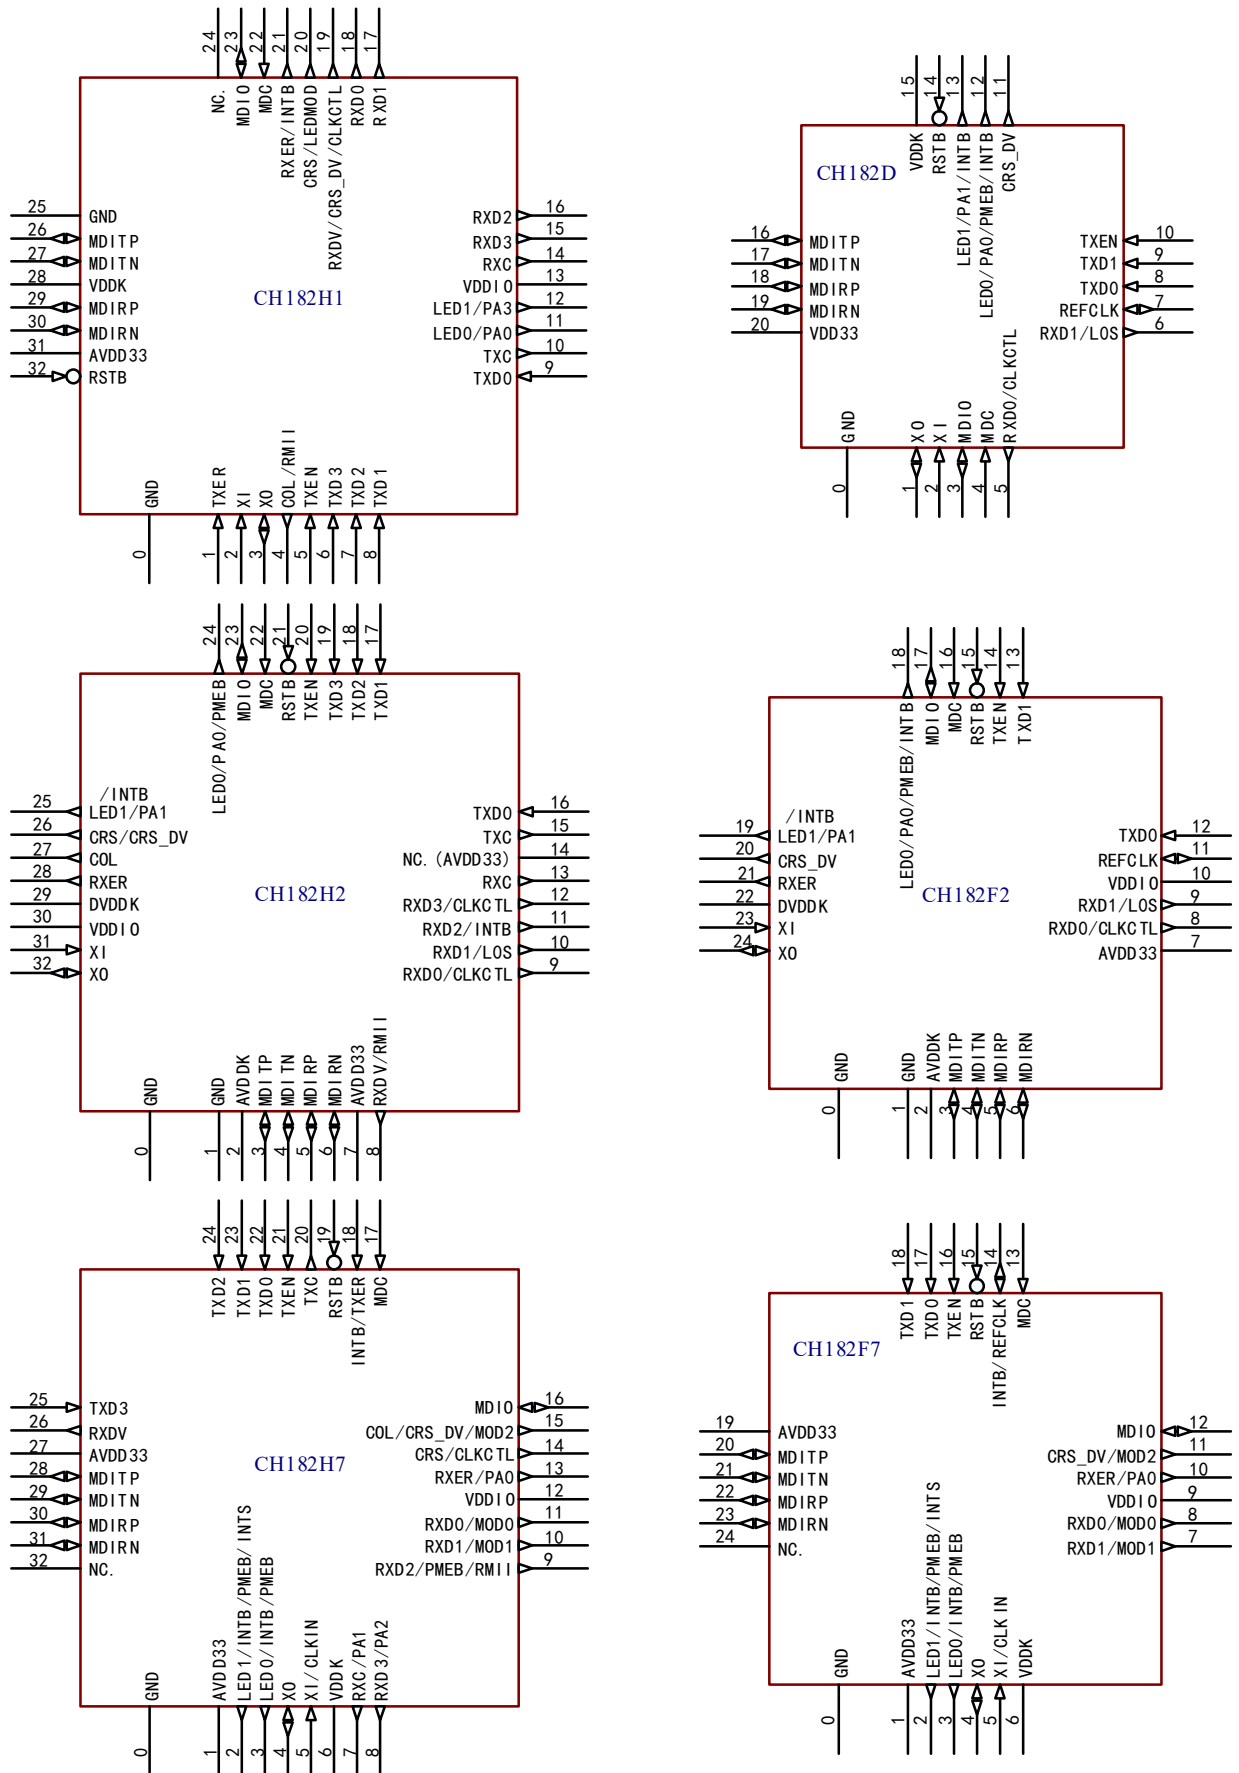 24 23 22 21 20 19 18 17
NC. MDIO MDC RXER/INTB CRS/LEDMOD RXDV/CRS_DV/CLKCTL RXD0 RXD1
CH182H1
25 GND
26 MDITP
27 MDITN
28 VDDK
29 MDIRP
30 MDIRN
31 AVDD33
32 RSTB
RXD2 16
RXD3 15
RXC 14
VDDIO 13
LED1/PA3 12
LED0/PA0 11
TXC 10
TXD0 9
GND TXER XI XO COL/RMII TXEN TXD3 TXD2 TXD1
0 1 2 3 4 5 6 7 8
15 14 13 12 11
VDDK RSTB LED1/PA1/INTB LED0/PA0/PMEB/INTB CRS_DV
CH182D
16 MDITP
17 MDITN
18 MDIRP
19 MDIRN
20 VDD33
TXEN 10
TXD1 9
TXD0 8
REFCLK 7
RXD1/LOS 6
GND XO XI MDIO MDC RXD0/CLKCTL
0 1 2 3 4 5
24 23 22 21 20 19 18 17
LED0/PA0/PMEB MDIO MDC RSTB TXEN TXD3 TXD2 TXD1
CH182H2
/INTB
25 LED1/PA1
26 CRS/CRS_DV
27 COL
28 RXER
29 DVDDK
30 VDDIO
31 XI
32 XO
TXD0 16
TXC 15
NC. (AVDD33) 14
RXC 13
RXD3/CLKCTL 12
RXD2/INTB 11
RXD1/LOS 10
RXD0/CLKCTL 9
GND GND AVDDK MDITP MDITN MDIRP MDIRN AVDD33 RXDV/RMII
0 1 2 3 4 5 6 7 8
18 17 16 15 14 13
LED0/PA0/PMEB/INTB MDIO MDC RSTB TXEN TXD1
CH182F2
/INTB
19 LED1/PA1
20 CRS_DV
21 RXER
22 DVDDK
23 XI
24 XO
TXD0 12
REFCLK 11
VDDIO 10
RXD1/LOS 9
RXD0/CLKCTL 8
AVDD33 7
GND GND AVDDK MDITP MDITN MDIRP MDIRN
0 1 2 3 4 5 6
24 23 22 21 20 19 18 17
TXD2 TXD1 TXD0 TXEN TXC RSTB INTB/TXER MDC
CH182H7
25 TXD3
26 RXDV
27 AVDD33
28 MDITP
29 MDITN
30 MDIRP
31 MDIRN
32 NC.
MDIO 16
COL/CRS_DV/MOD2 15
CRS/CLKCTL 14
RXER/PA0 13
VDDIO 12
RXD0/MOD0 11
RXD1/MOD1 10
RXD2/PMEB/RMII 9
GND AVDD33 LED1/INTB/PMEB/INTS LED0/INTB/PMEB XO XI/CLKIN VDDK RXC/PA1 RXD3/PA2
0 1 2 3 4 5 6 7 8
18 17 16 15 14 13
TXD1 TXD0 TXEN RSTB INTB/REFCLK MDC
CH182F7
19 AVDD33
20 MDITP
21 MDITN
22 MDIRP
23 MDIRN
24 NC.
MDIO 12
CRS_DV/MOD2 11
RXER/PA0 10
VDDIO 9
RXD0/MOD0 8
RXD1/MOD1 7
GND AVDD33 LED1/INTB/PMEB/INTS LED0/INTB/PMEB XO XI/CLKIN VDDK
0 1 2 3 4 5 6